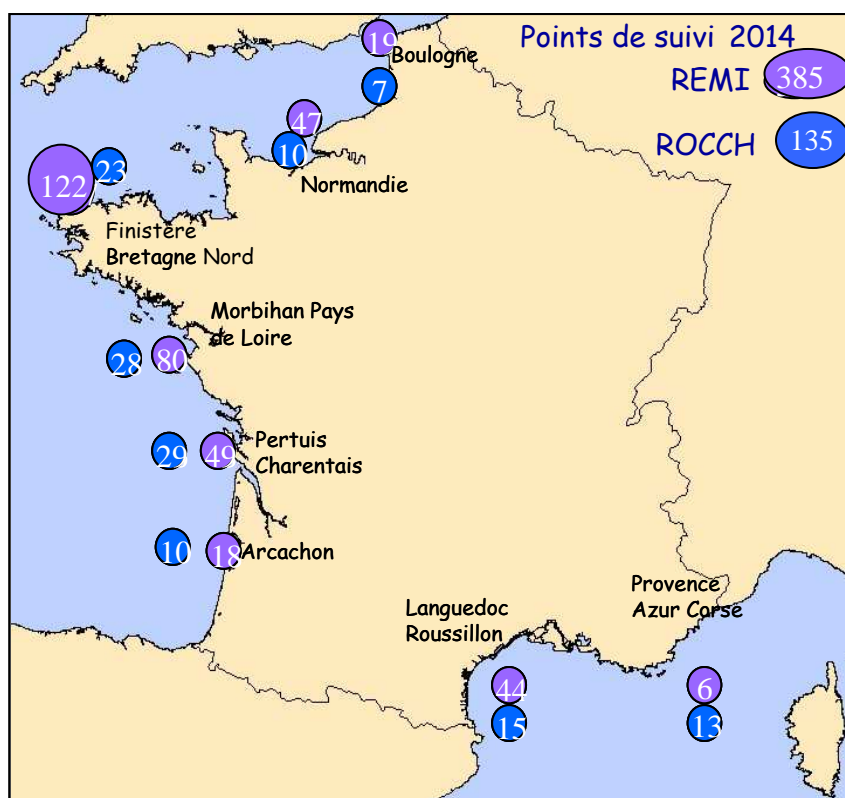 Points de suivi 2014
REMI 385
ROCCH 135
19
Boulogne
7
47
10
Normandie
122
23
Finistère
Bretagne Nord
Morbihan Pays
de Loire
28
80
29
49
Pertuis
Charentais
10
18
Arcachon
Languedoc
Roussillon
Provence
Azur Corse
44
6
15
13